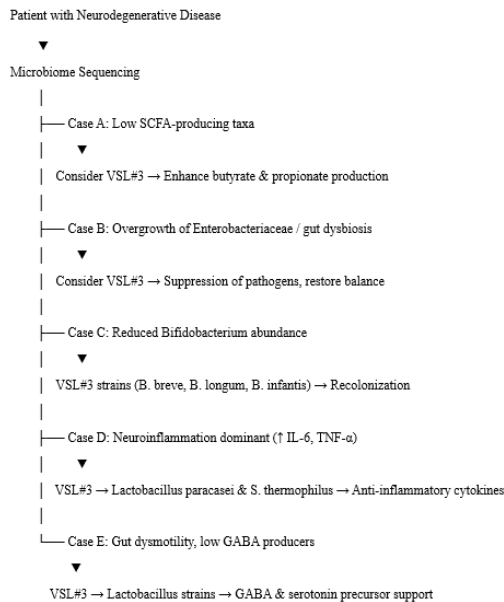 Patient with Neurodegenerative Disease
▼
Microbiome Sequencing
│
├── Case A: Low SCFA-producing taxa
│ ▼
│ Consider VSL#3 → Enhance butyrate & propionate production
│
├── Case B: Overgrowth of Enterobacteriaceae / gut dysbiosis
│ ▼
│ Consider VSL#3 → Suppression of pathogens, restore balance
│
├── Case C: Reduced Bifidobacterium abundance
│ ▼
│ VSL#3 strains (B. breve, B. longum, B. infantis) → Recolonization
│
├── Case D: Neuroinflammation dominant (↑ IL-6, TNF-α)
│ ▼
│ VSL#3 → Lactobacillus paracasei & S. thermophilus → Anti-inflammatory cytokines
│
└── Case E: Gut dysmotility, low GABA producers
▼
VSL#3 → Lactobacillus strains → GABA & serotonin precursor support